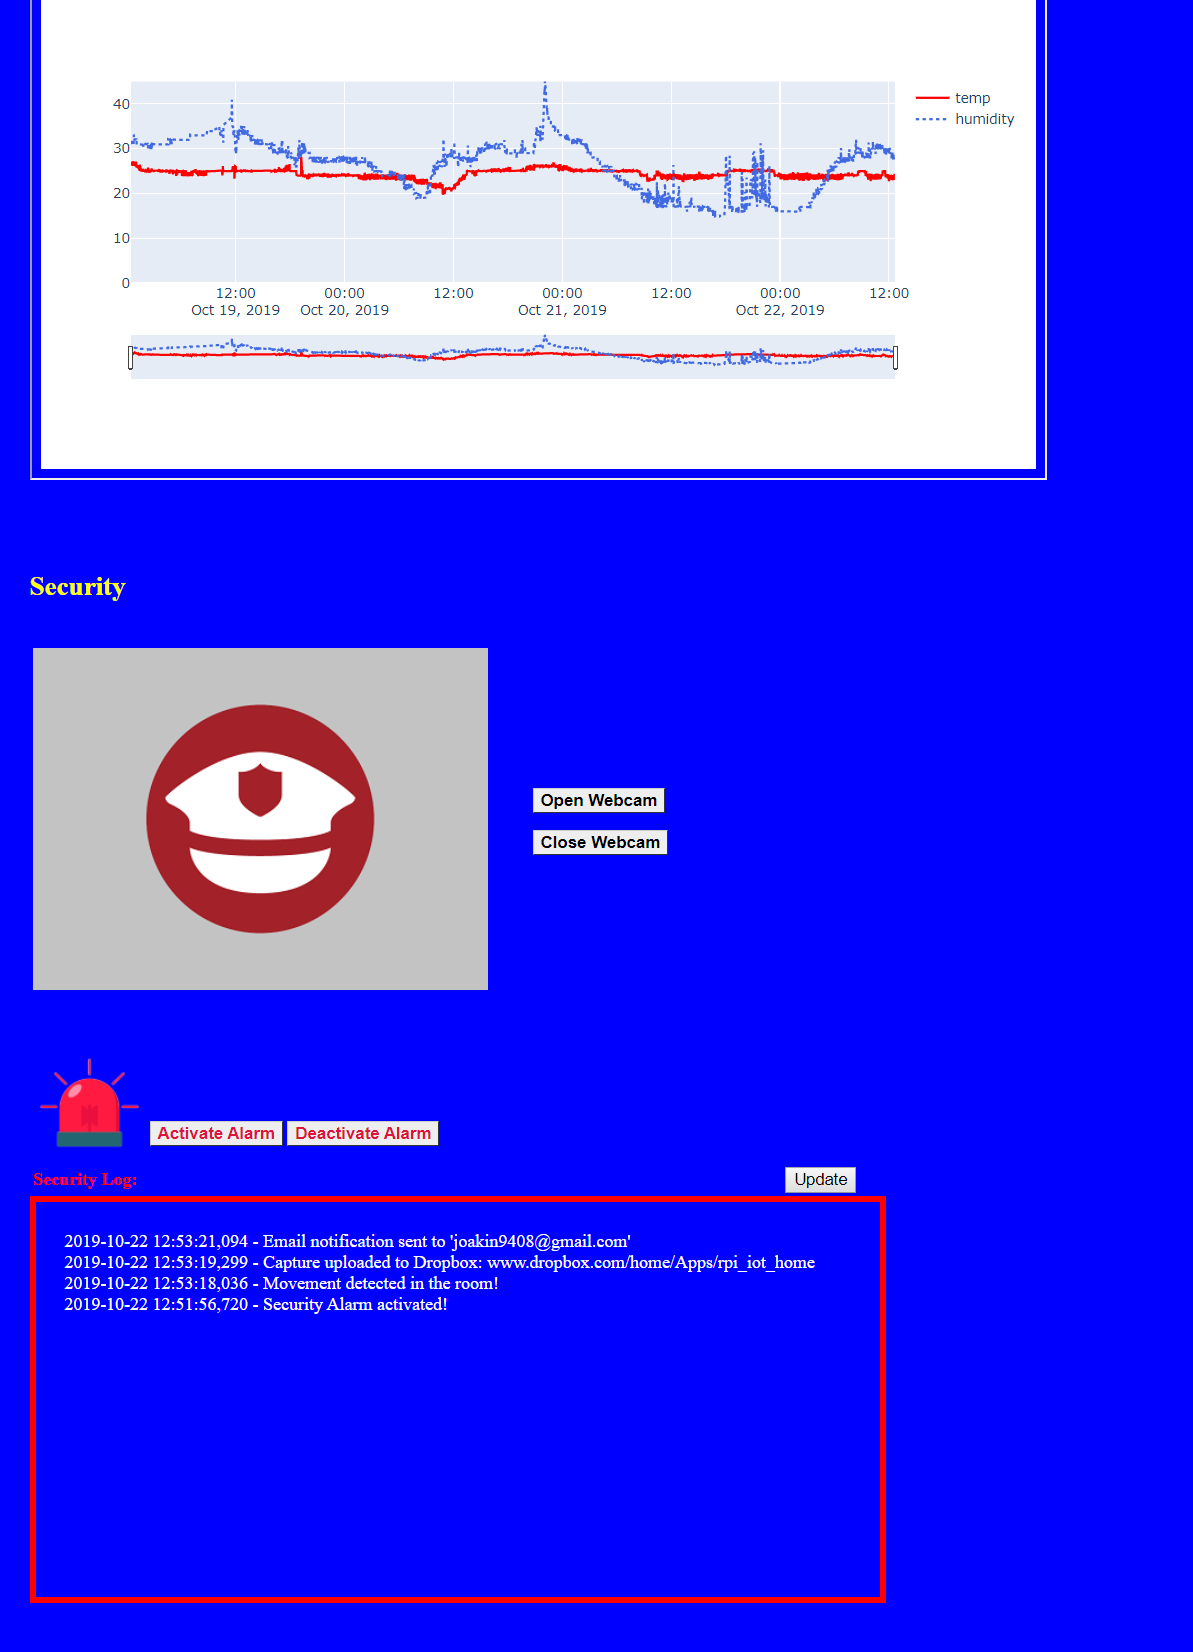 temp
humidity
40
30
20
10
0
12:00 00:00 12:00 00:00 12:00 00:00 12:00
Oct 19, 2019 Oct 20, 2019 Oct 21, 2019 Oct 22, 2019
Security
Open Webcam
Close Webcam
Activate Alarm Deactivate Alarm
Security Log: Update
2019-10-22 12:53:21,094 - Email notification sent to 'joakin9408@gmail.com'
2019-10-22 12:53:19,299 - Capture uploaded to Dropbox: www.dropbox.com/home/Apps/rpi_iot_home
2019-10-22 12:53:18,036 - Movement detected in the room!
2019-10-22 12:51:56,720 - Security Alarm activated!